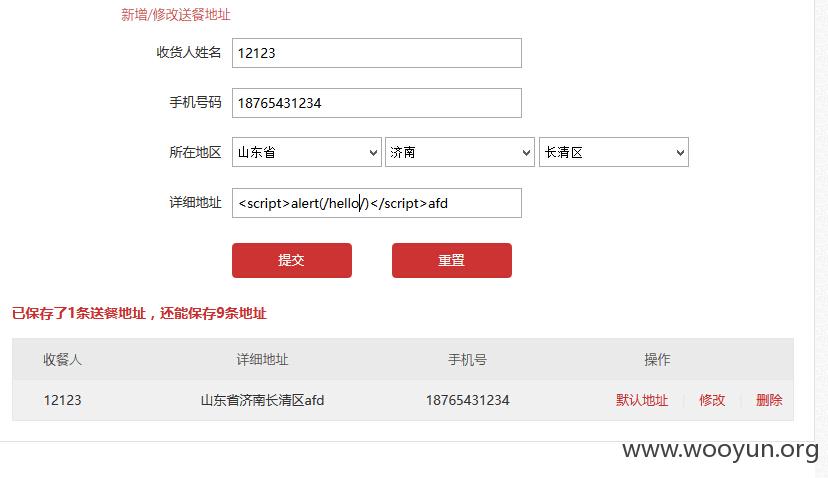 新增/修改送餐地址
收货人姓名 12123
手机号码 18765431234
所在地区 山东省 济南 长清区
详细地址 <script>alert(/hello/)</script>afd
提交 重置
已保存了1条送餐地址，还能保存9条地址
收餐人 详细地址 手机号 操作
12123 山东省济南长清区afd 18765431234 默认地址 修改 删除
www.wooyun.org